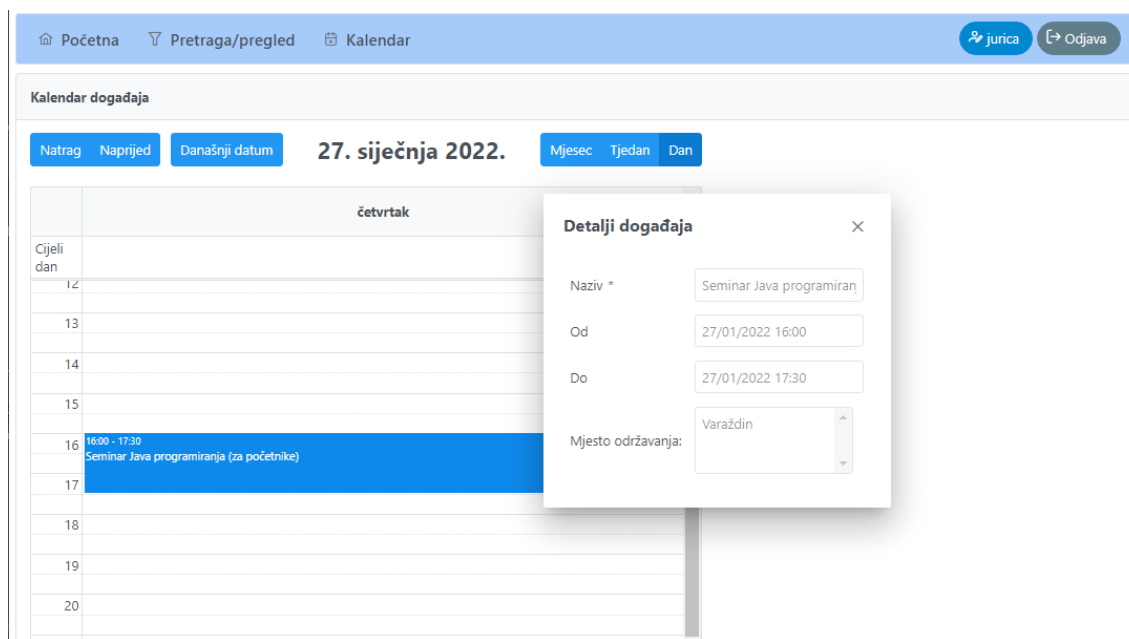 Početna Pretraga/pregled Kalendar jurica Odjava
Kalendar događaja
Natrag Naprijed Današnji datum 27. siječnja 2022. Mjesec Tjedan Dan
četvrtak
Cijeli
dan
12
13
14
15
16
16:00 - 17:30
Seminar Java programiranja (za početnike)
17
18
19
20
Detalji događaja
Naziv * Seminar Java programiranj
Od 27/01/2022 16:00
Do 27/01/2022 17:30
Mjesto održavanja: Varaždin